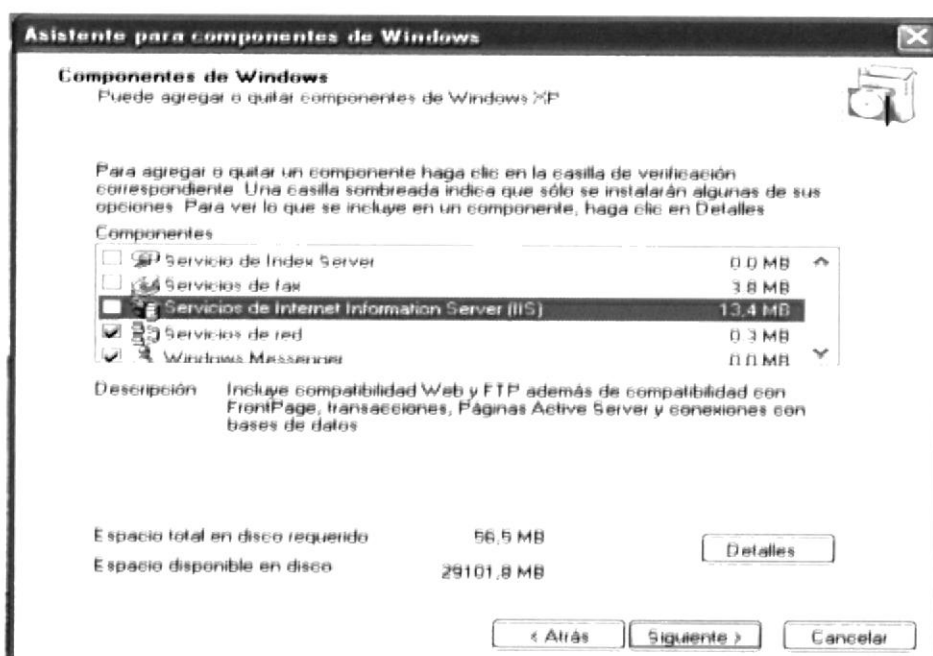 Asistente para componentes de Windows
Componentes de Windows
Puede agregar o quitar componentes de Windows XP
Para agregar o quitar un componente haga clic en la casilla de verificación
correspondiente. Una casilla sombreada indica que sólo se instalarán algunas de sus
opciones. Para ver lo que se incluye en un componente, haga clic en Detalles
Componentes
Servicio de Index Server 0.0 MB
Servicios de fax 3.8 MB
Servicios de Internet Information Server (IIS) 13,4 MB
Servicios de red 0.3 MB
Windows Messenger 0.0 MB
Descripción Incluye compatibilidad Web y FTP además de compatibilidad con
FrontPage, transacciones, Páginas Active Server y conexiones con
bases de datos
Espacio total en disco requerido 56,5 MB
Detalles
Espacio disponible en disco 29101,8 MB
< Atrás Siguiente > Cancelar